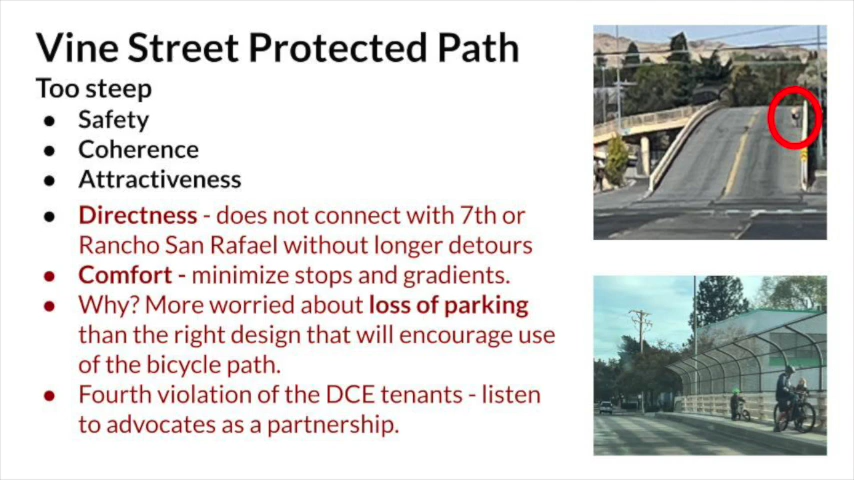 Vine Street Protected Path
Too steep
● Safety
● Coherence
● Attractiveness
● Directness - does not connect with 7th or
Rancho San Rafael without longer detours
● Comfort - minimize stops and gradients.
● Why? More worried about loss of parking
than the right design that will encourage use
of the bicycle path.
● Fourth violation of the DCE tenants - listen
to advocates as a partnership.